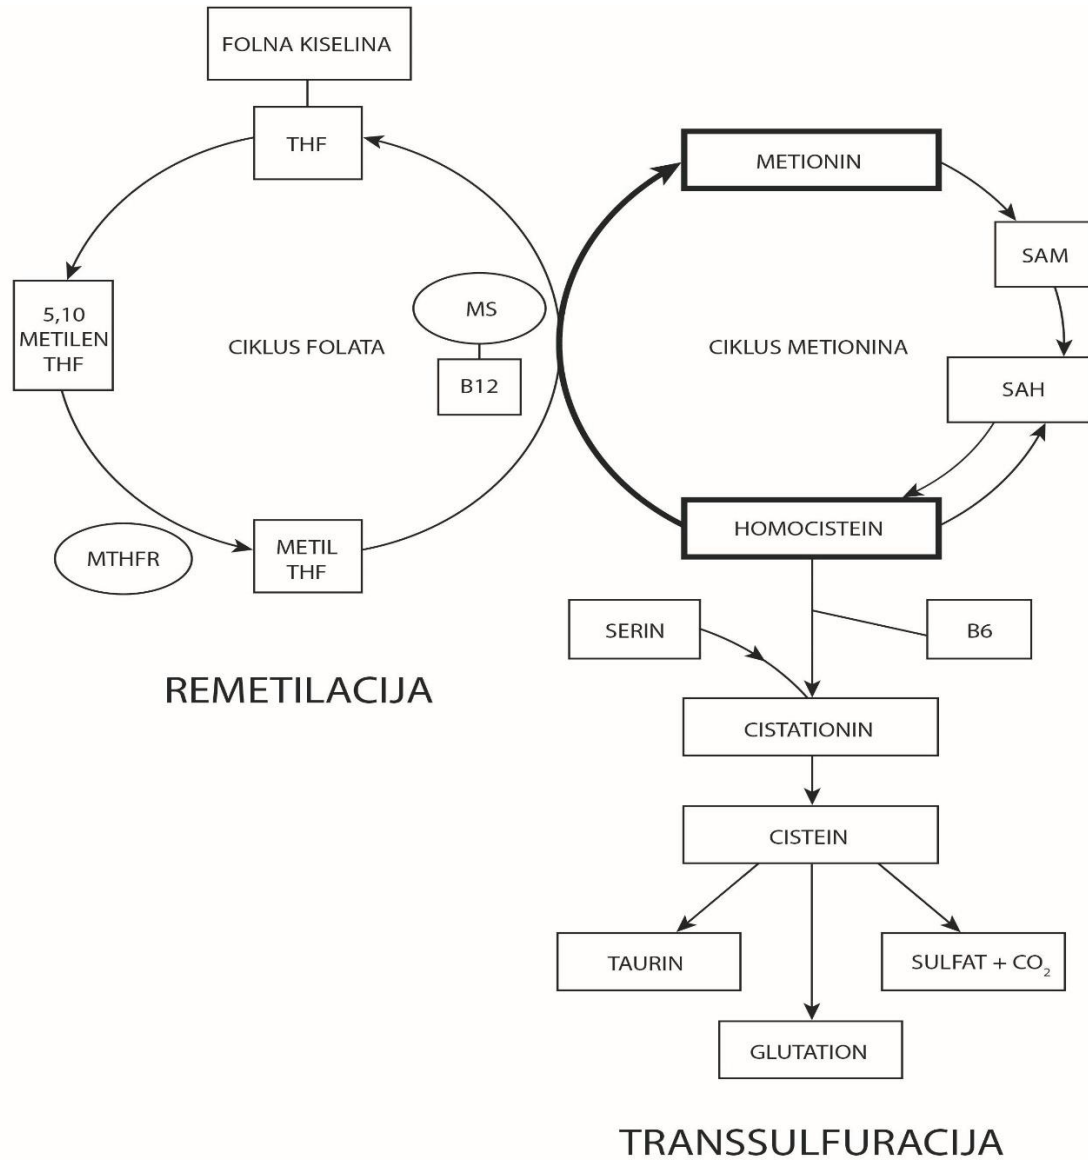 FOLNA KISELINA
THF
METIONIN
SAM
5,10
METILEN
THF
CIKLUS FOLATA
MS
B12
CIKLUS METIONINA
SAH
MTHFR
METIL
THF
HOMOCISTEIN
SERIN
B6
REMETILACIJA
CISTATIONIN
CISTEIN
TAURIN
SULFAT + CO₂
GLUTATION
TRANSSULFURACIJA